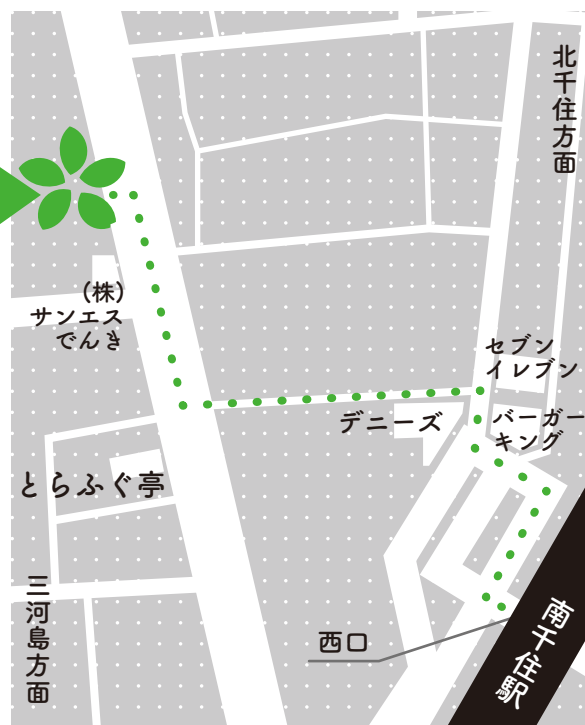 北千住方面
(株)
サンエス
でんき
セブン
イレブン
デニーズ
バーガー
キング
とらふぐ亭
三河島方面
西口
南千住駅